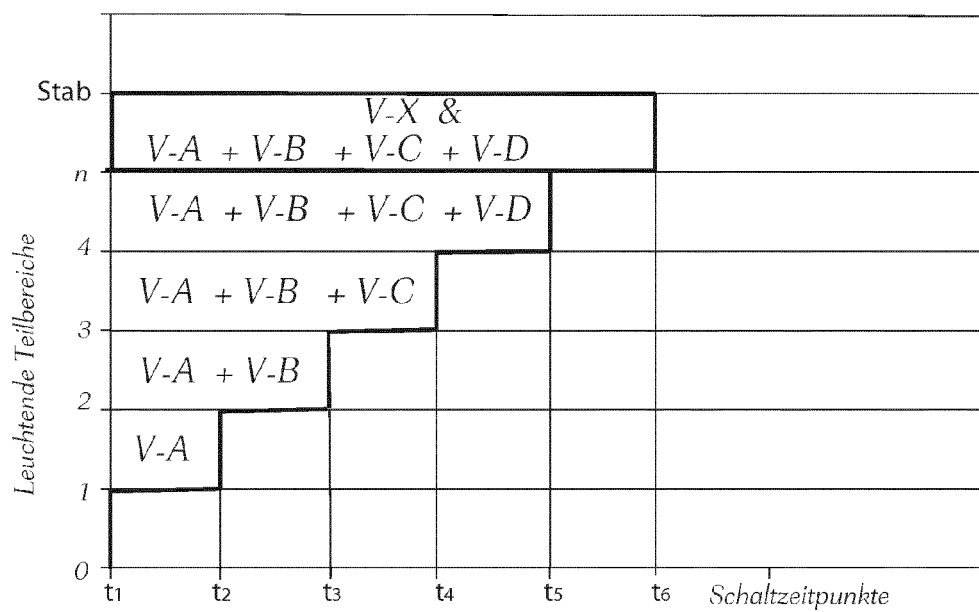 Stab
V-X &
V-A + V-B + V-C + V-D
n
V-A + V-B + V-C + V-D
4
V-A + V-B + V-C
3
V-A + V-B
2
V-A
1
0
Leuchtende Teilbereiche
t1 t2 t3 t4 t5 t6 Schaltzeitpunkte